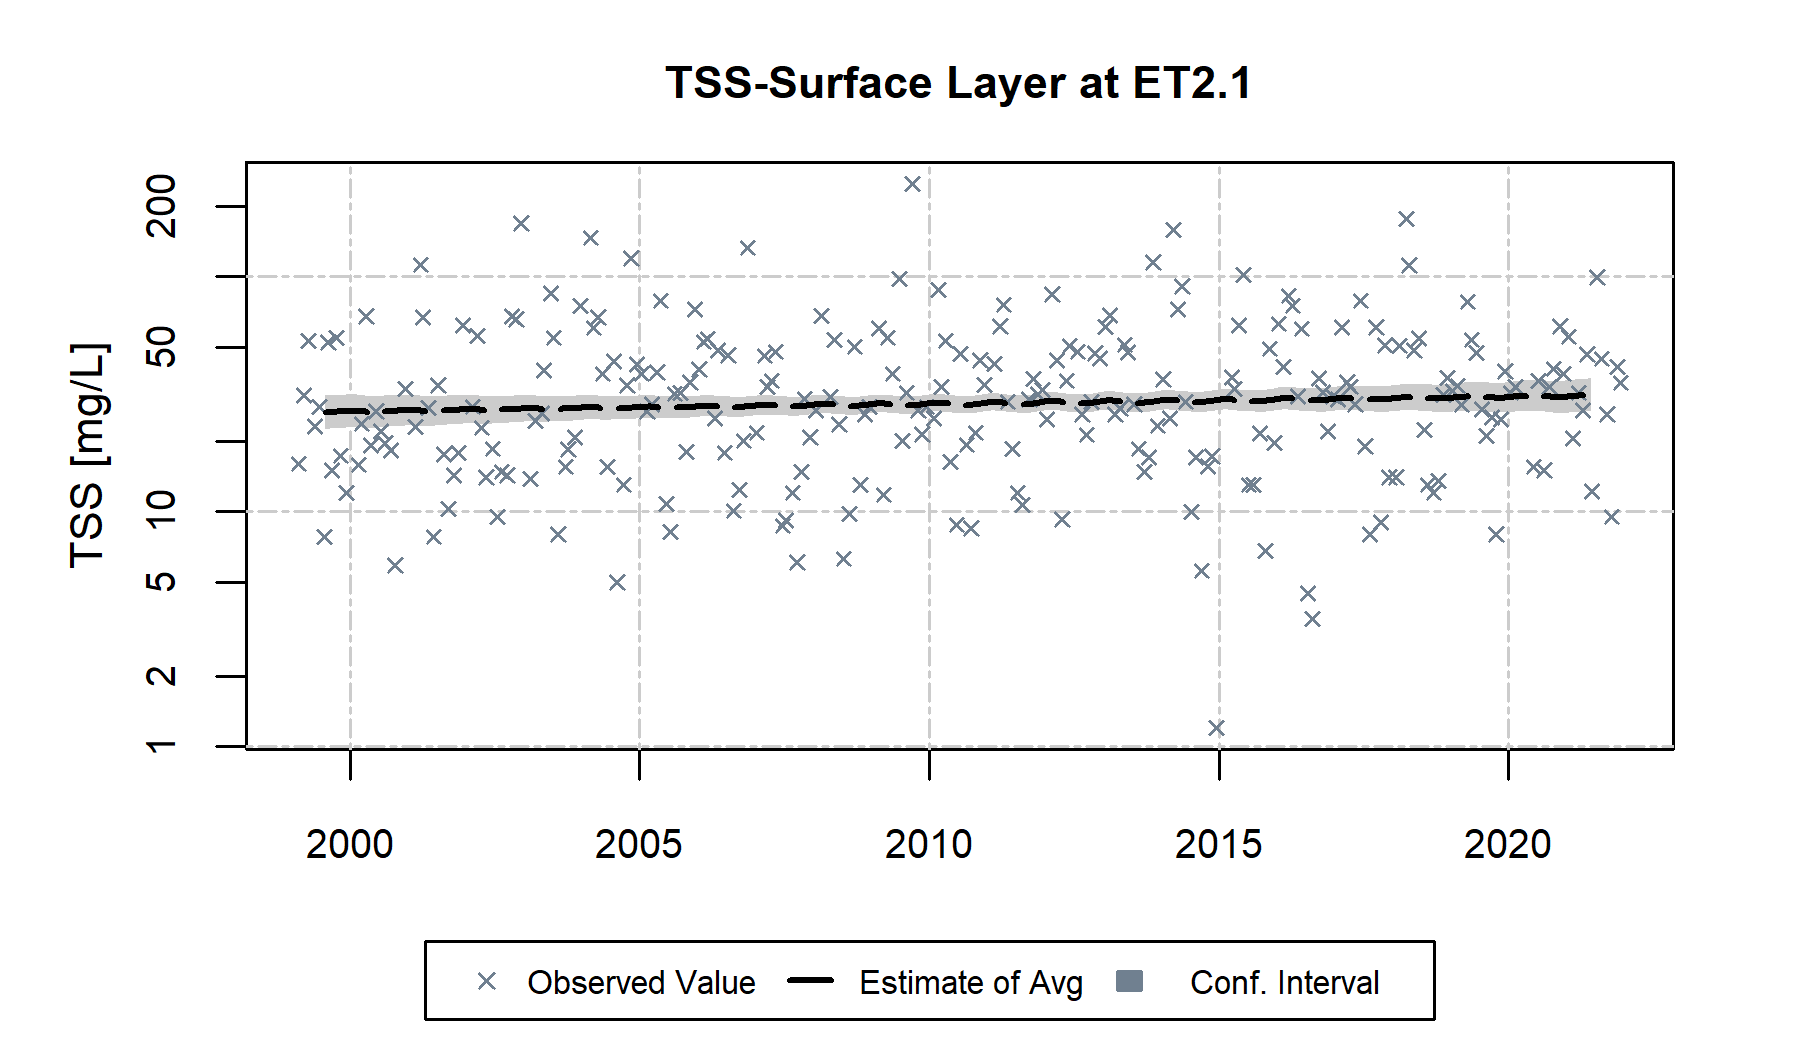 TSS-Surface Layer at ET2.1
TSS [mg/L]
200
50
10
5
2
1
2000 2005 2010 2015 2020
Observed Value Estimate of Avg Conf. Interval